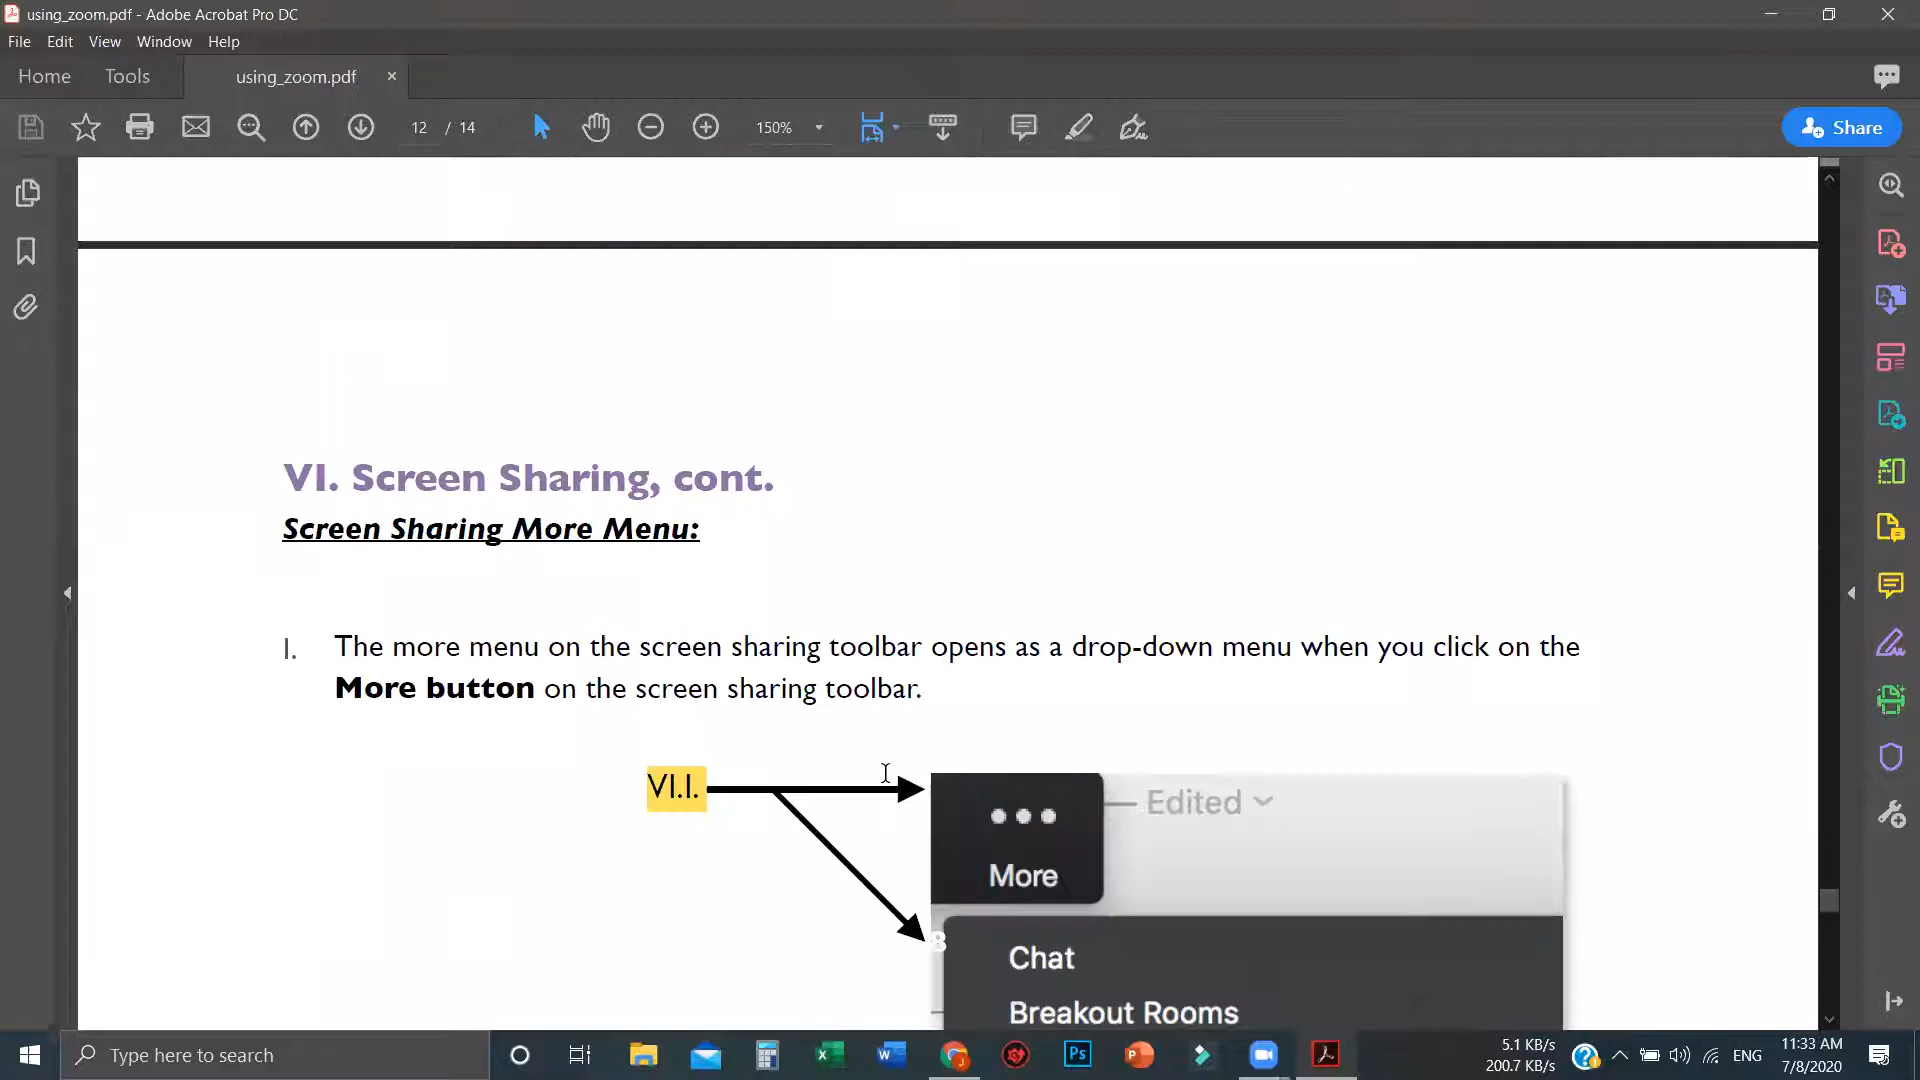 using_zoom.pdf - Adobe Acrobat Pro DC
File Edit View Window Help
Home Tools using_zoom.pdf ×
12 / 14 150% Share
VI. Screen Sharing, cont.
Screen Sharing More Menu:
I. The more menu on the screen sharing toolbar opens as a drop-down menu when you click on the
More button on the screen sharing toolbar.
VI.I.
Edited
More
8
Chat
Breakout Rooms
Type here to search
5.1 KB/s
200.7 KB/s
ENG
11:33 AM
7/8/2020